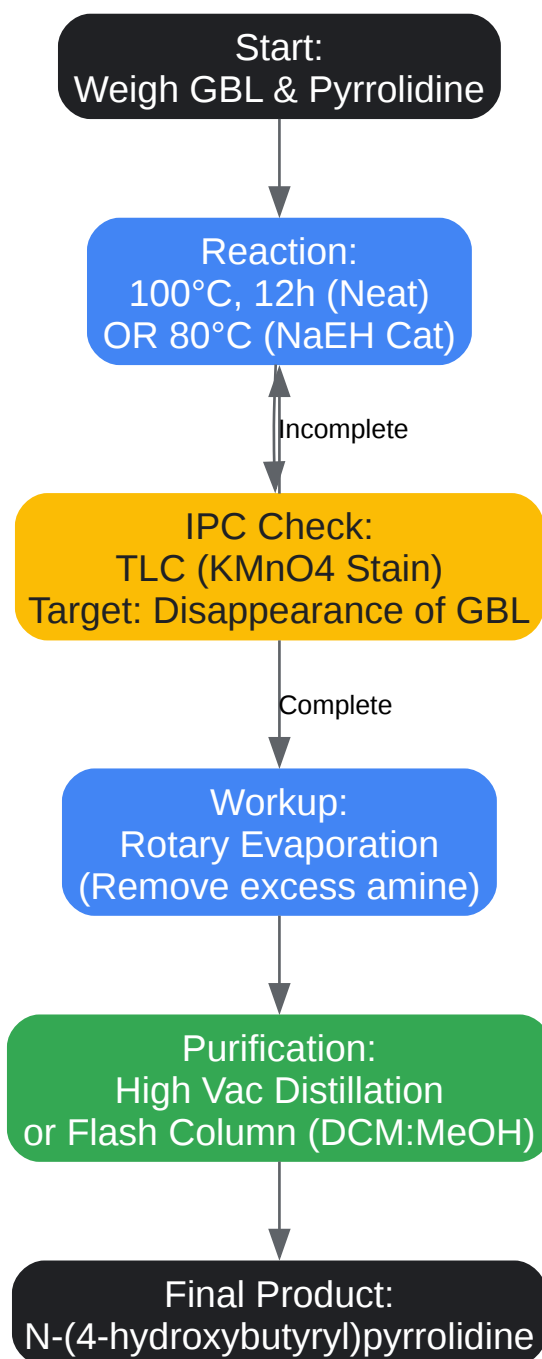 Start:
Weigh GBL & Pyrrolidine
Reaction:
100°C, 12h (Neat)
OR 80°C (NaEH Cat)
Incomplete
IPC Check:
TLC (KMnO4 Stain)
Target: Disappearance of GBL
Complete
Workup:
Rotary Evaporation
(Remove excess amine)
Purification:
High Vac Distillation
or Flash Column (DCM:MeOH)
Final Product:
N-(4-hydroxybutyryl)pyrrolidine